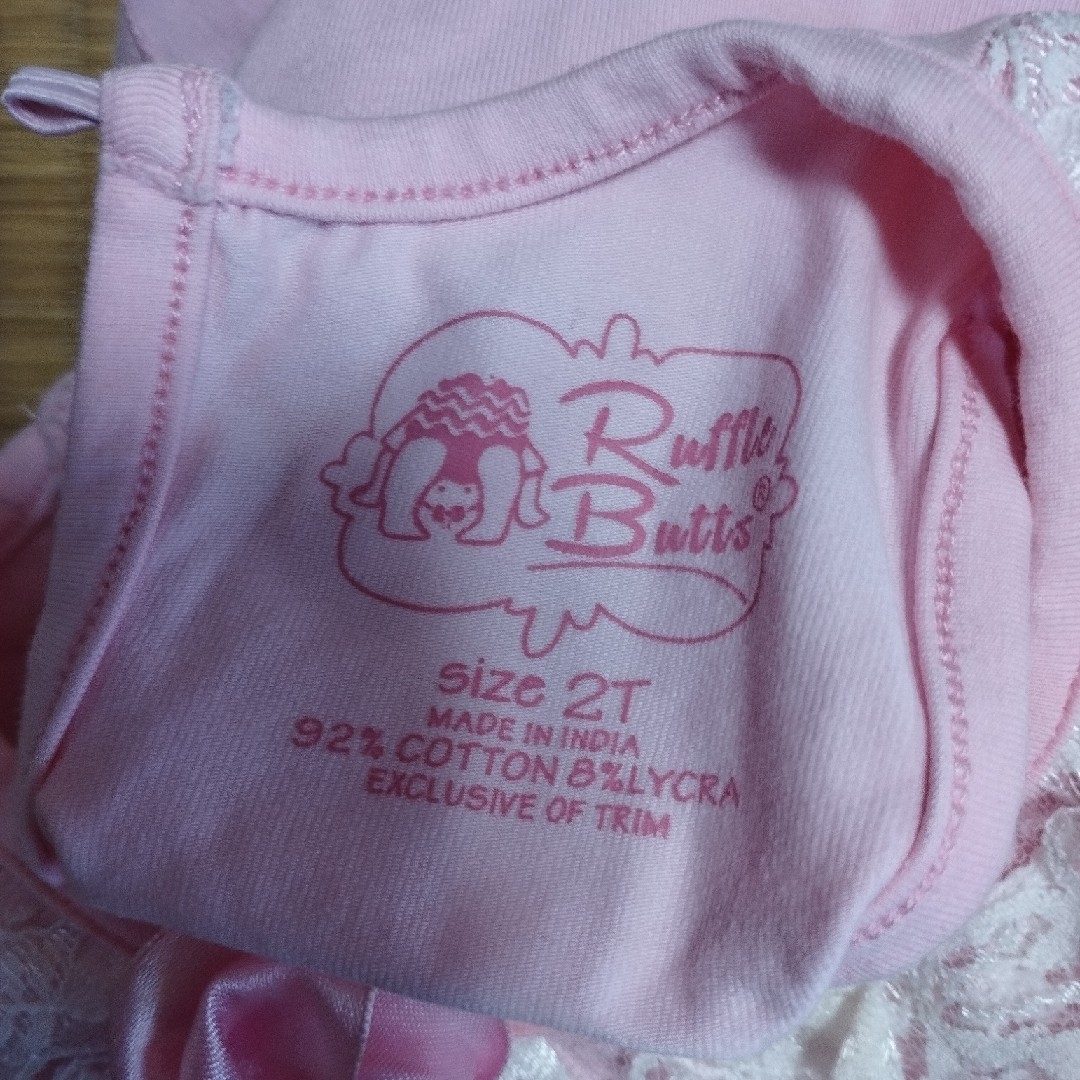 Ruffle
Butts®
size 2T
MADE IN INDIA
92% COTTON 8% LYCRA
EXCLUSIVE OF TRIM